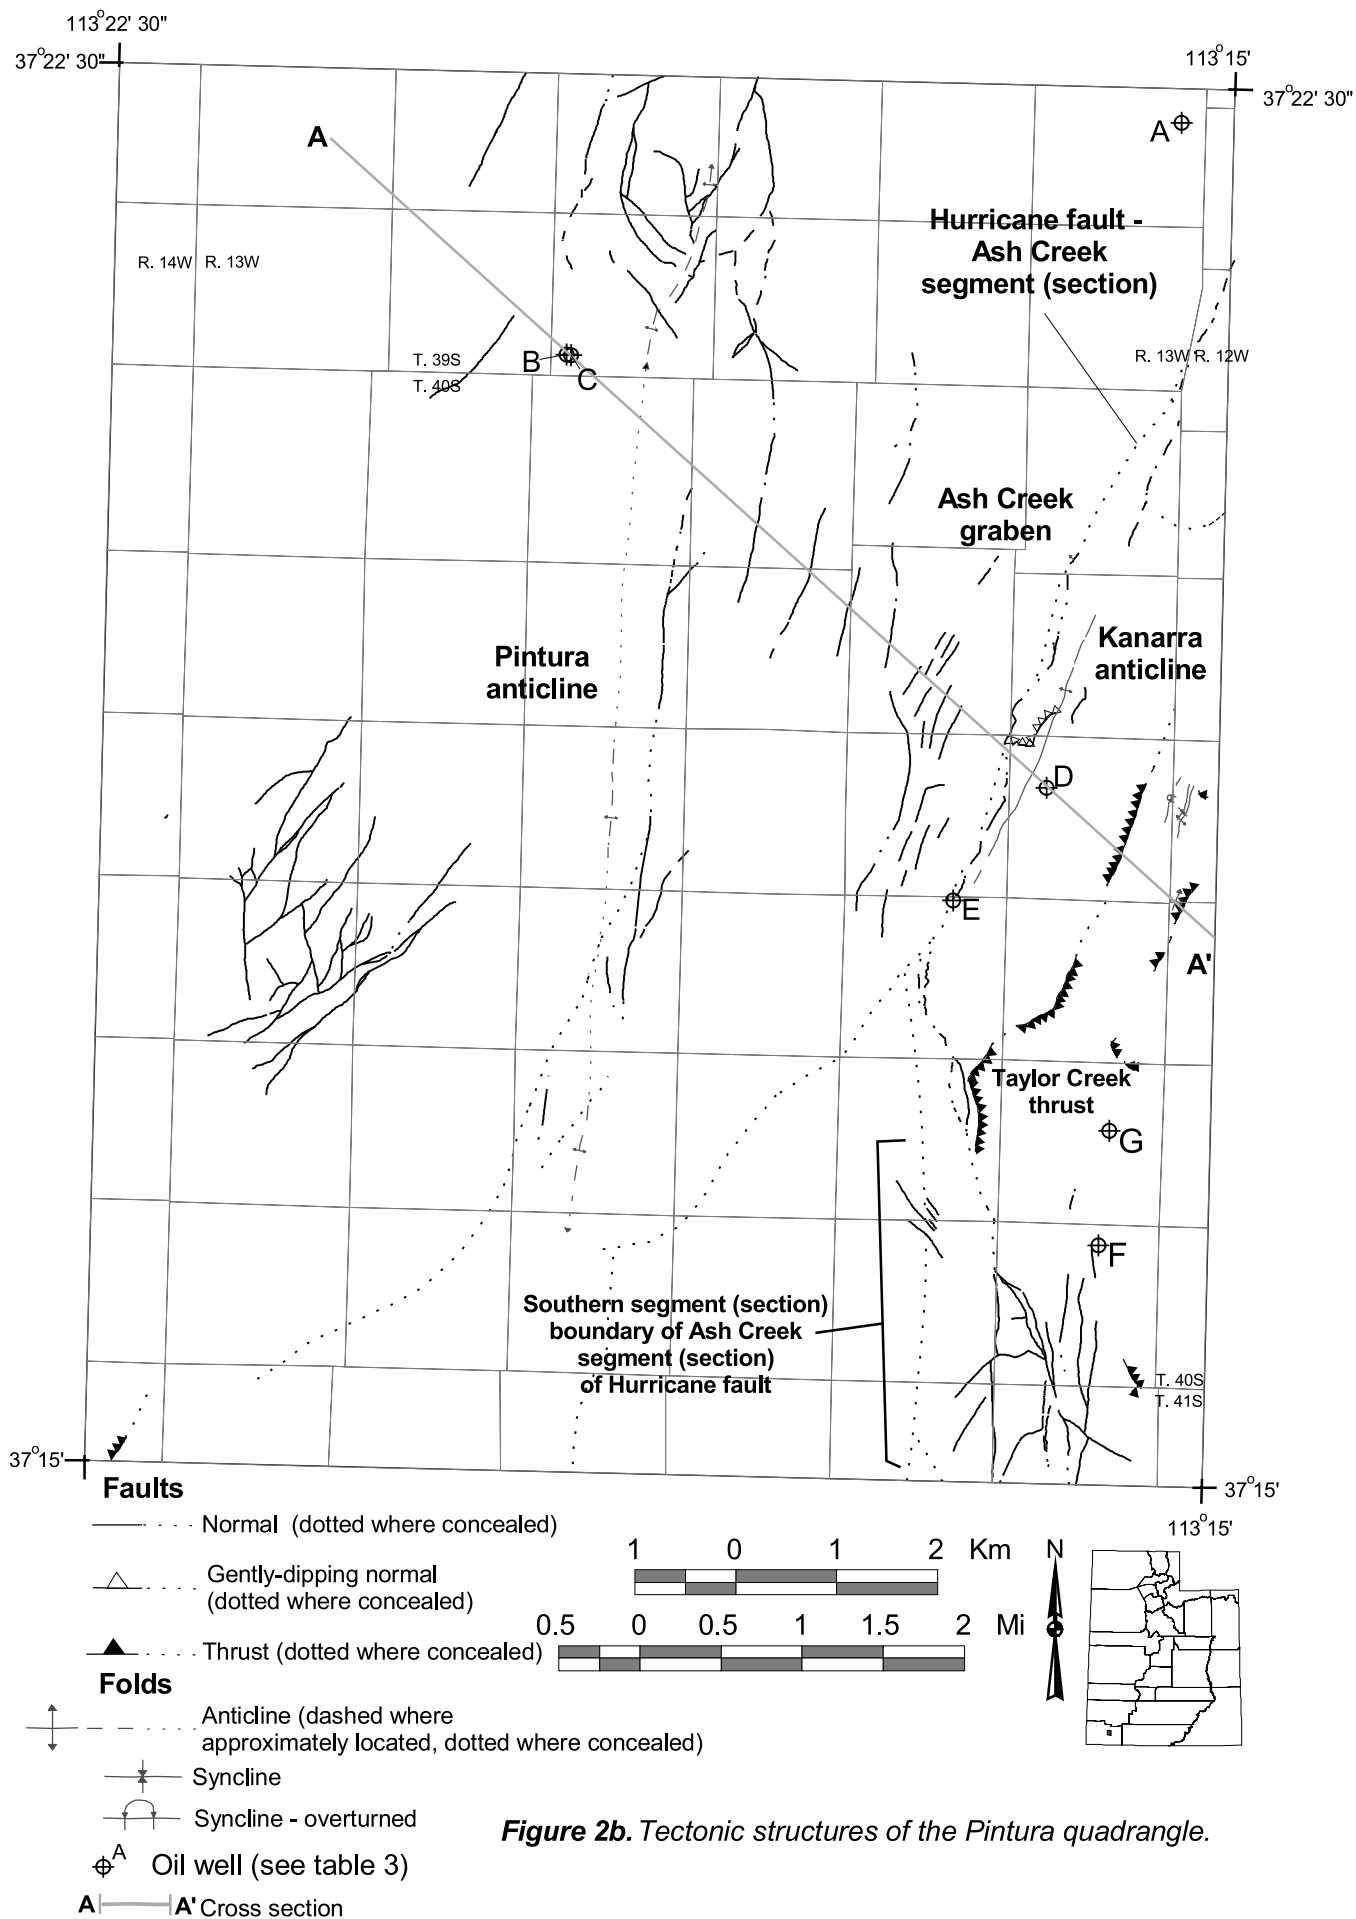 113°22' 30"
37°22' 30"
113°15'
37°22' 30"
A
A
Hurricane fault -
Ash Creek
segment (section)
R. 14W
R. 13W
R. 13W
R. 12W
T. 39S
T. 40S
B
C
Ash Creek
graben
Pintura
anticline
Kanarra
anticline
D
E
A'
Taylor Creek
thrust
G
F
Southern segment (section)
boundary of Ash Creek
segment (section)
of Hurricane fault
T. 40S
T. 41S
37°15'
37°15'
113°15'
Faults
Normal (dotted where concealed)
Gently-dipping normal
(dotted where concealed)
Thrust (dotted where concealed)
Folds
Anticline (dashed where
approximately located, dotted where concealed)
Syncline
Syncline - overturned
A
Oil well (see table 3)
A
A' Cross section
1 0 1 2 Km
0.5 0 0.5 1 1.5 2 Mi
N
Figure 2b. Tectonic structures of the Pintura quadrangle.